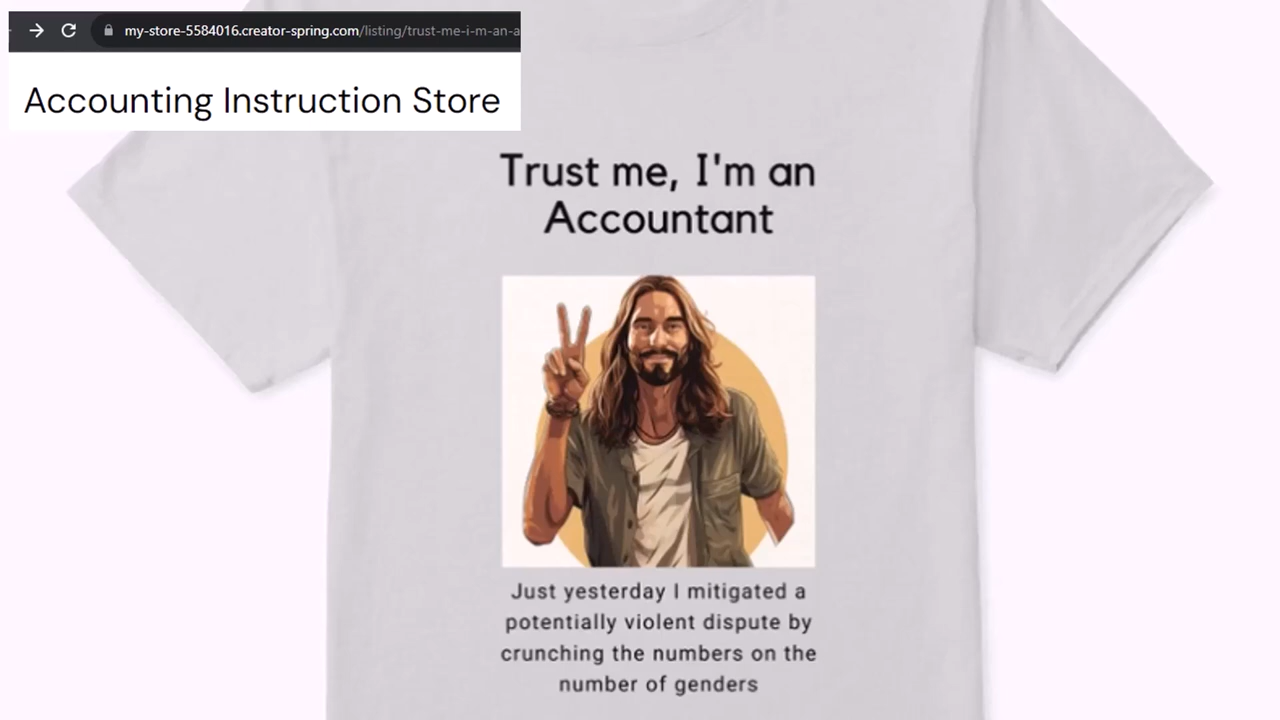 my-store-5584016.creator-spring.com/listing/trust-me-i-m-an-a
Accounting Instruction Store
Trust me, I'm an
Accountant
Just yesterday I mitigated a
potentially violent dispute by
crunching the numbers on the
number of genders